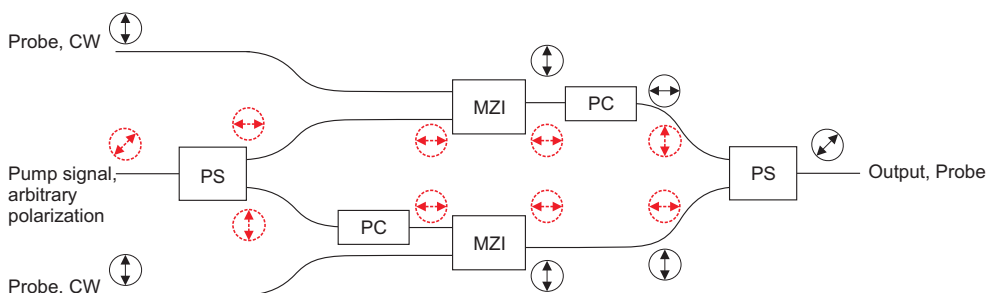 Probe, CW
MZI
PC
Pump signal,
arbitrary
polarization
PS
PS
Output, Probe
PC
MZI
Probe, CW